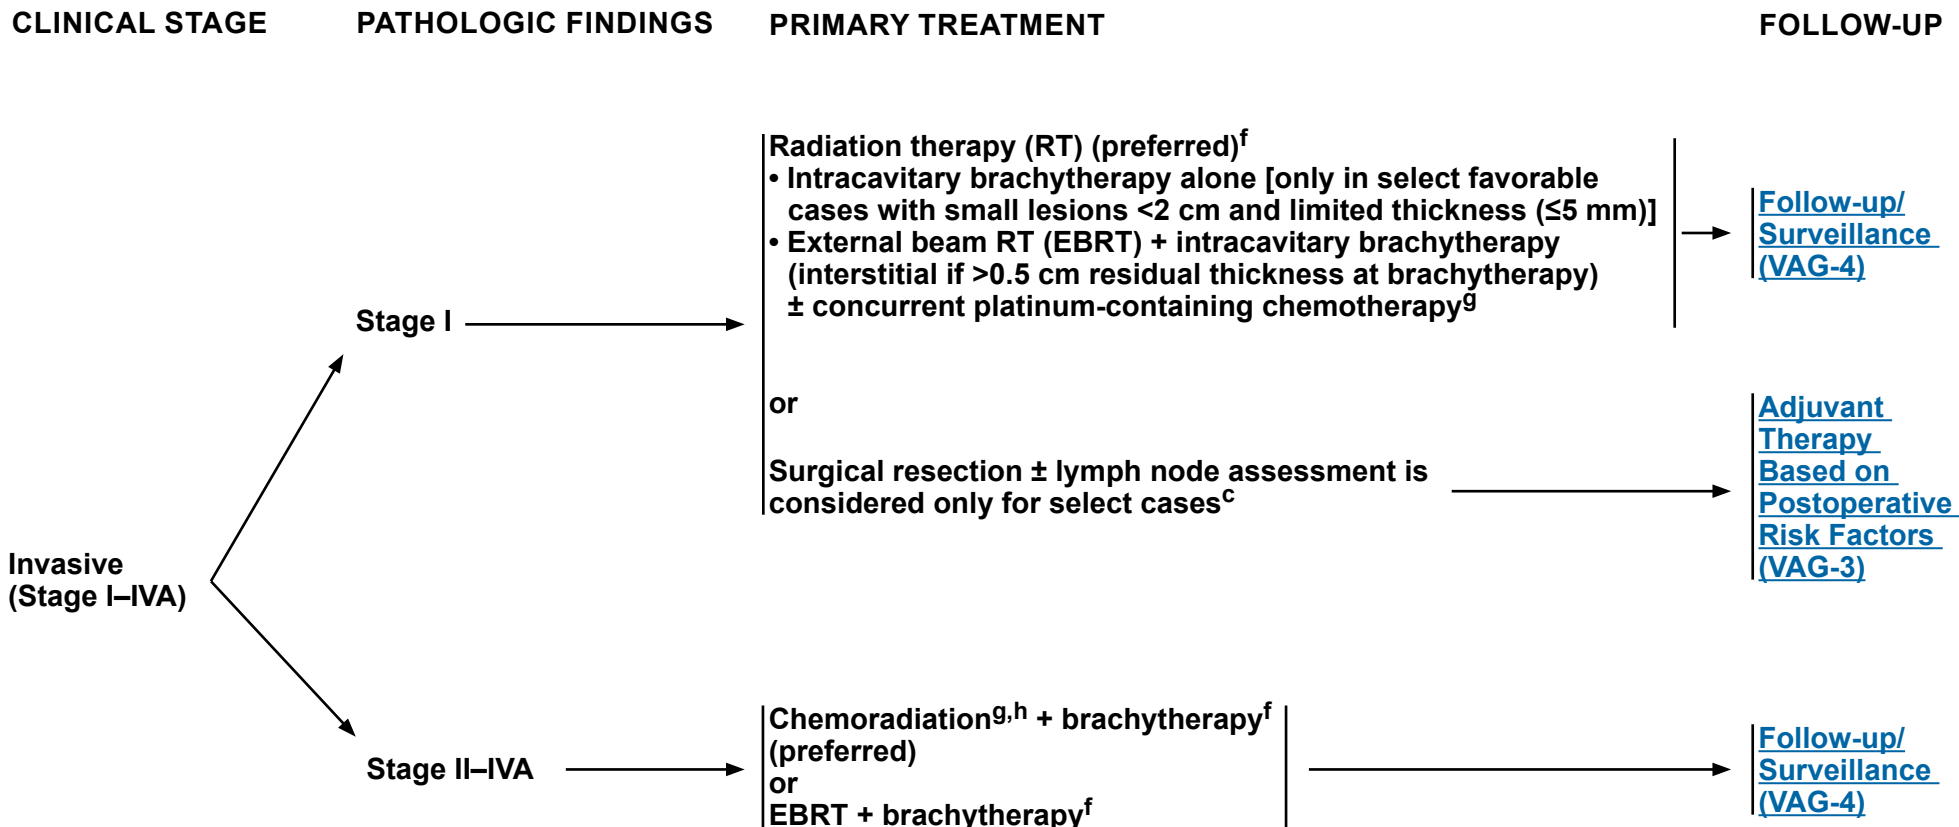 CLINICAL STAGE PATHOLOGIC FINDINGS PRIMARY TREATMENT FOLLOW-UP
Radiation therapy (RT) (preferred)f
• Intracavitary brachytherapy alone [only in select favorable
cases with small lesions <2 cm and limited thickness (≤5 mm)]
• External beam RT (EBRT) + intracavitary brachytherapy
(interstitial if >0.5 cm residual thickness at brachytherapy)
± concurrent platinum-containing chemotherapyg
Follow-up/
Surveillance
(VAG-4)
Stage I
or
Surgical resection ± lymph node assessment is
considered only for select casesc
Adjuvant
Therapy
Based on
Postoperative
Risk Factors
(VAG-3)
Invasive
(Stage I–IVA)
Stage II–IVA
Chemoradiationg,h + brachytherapyf
(preferred)
or
EBRT + brachytherapyf
Follow-up/
Surveillance
(VAG-4)